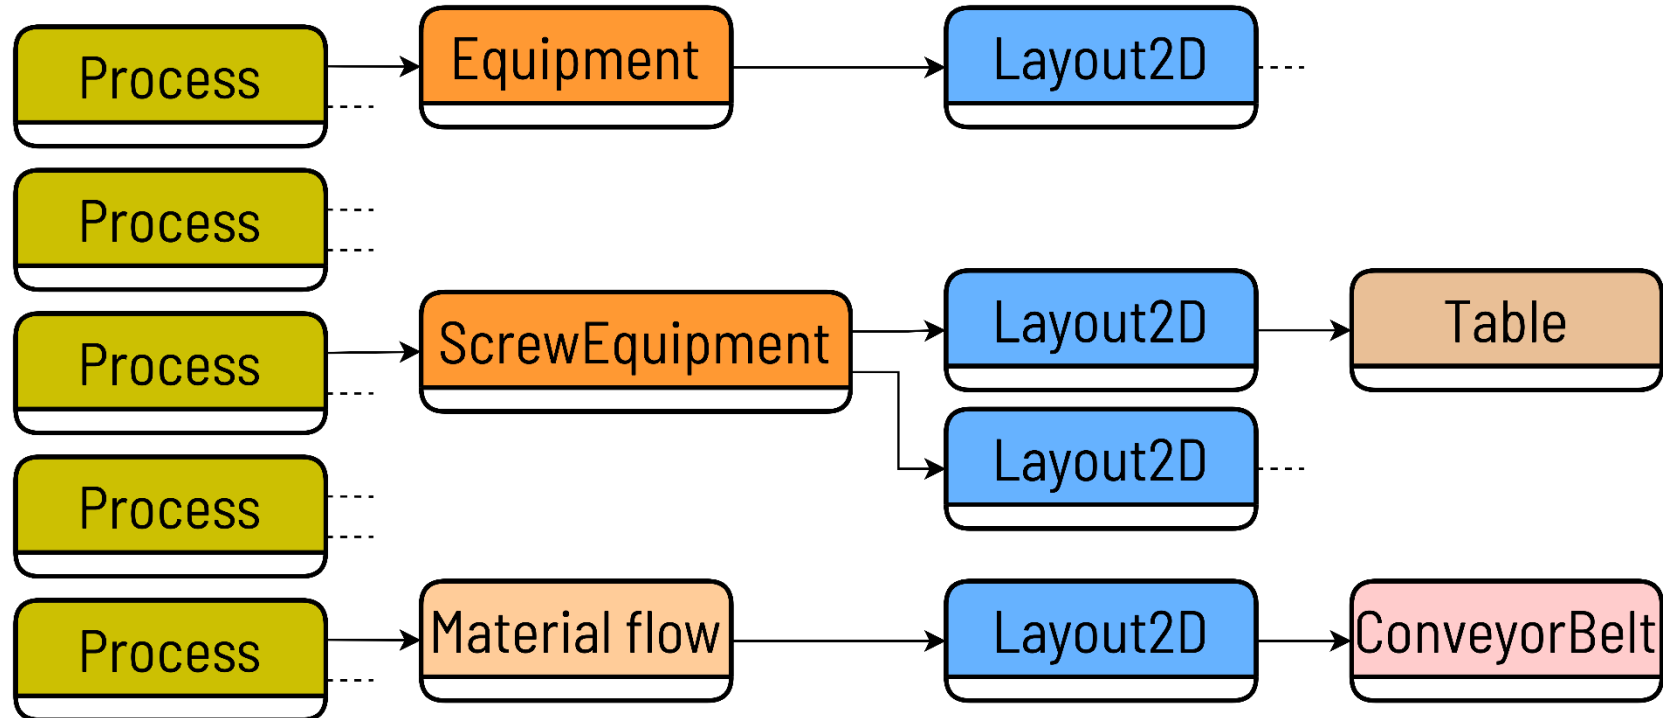 Process
Equipment
Layout2D
Process
Process
ScrewEquipment
Layout2D
Table
Layout2D
Process
Process
Material flow
Layout2D
ConveyorBelt